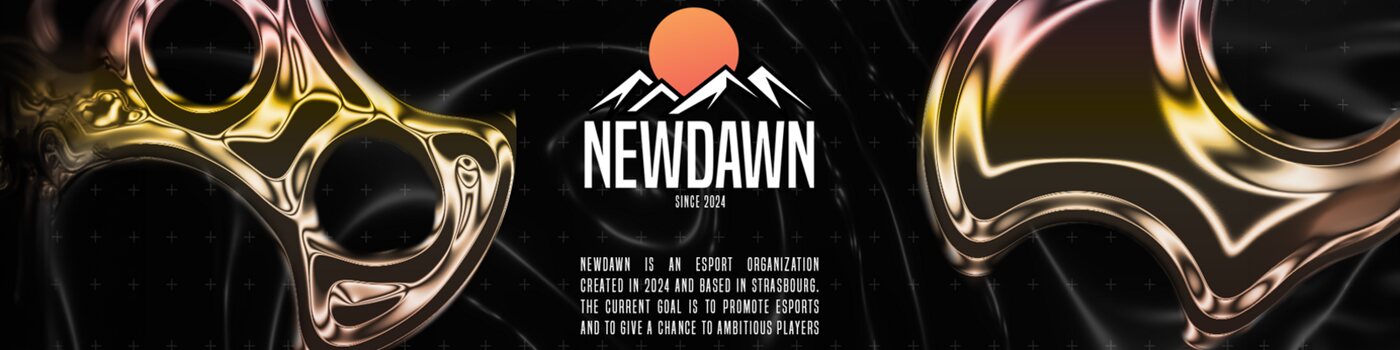 NEWDAWN
SINCE 2024
NEWDAWN IS AN ESPORT ORGANIZATION
CREATED IN 2024 AND BASED IN STRASBOURG.
THE CURRENT GOAL IS TO PROMOTE ESPORTS
AND TO GIVE A CHANCE TO AMBITIOUS PLAYERS